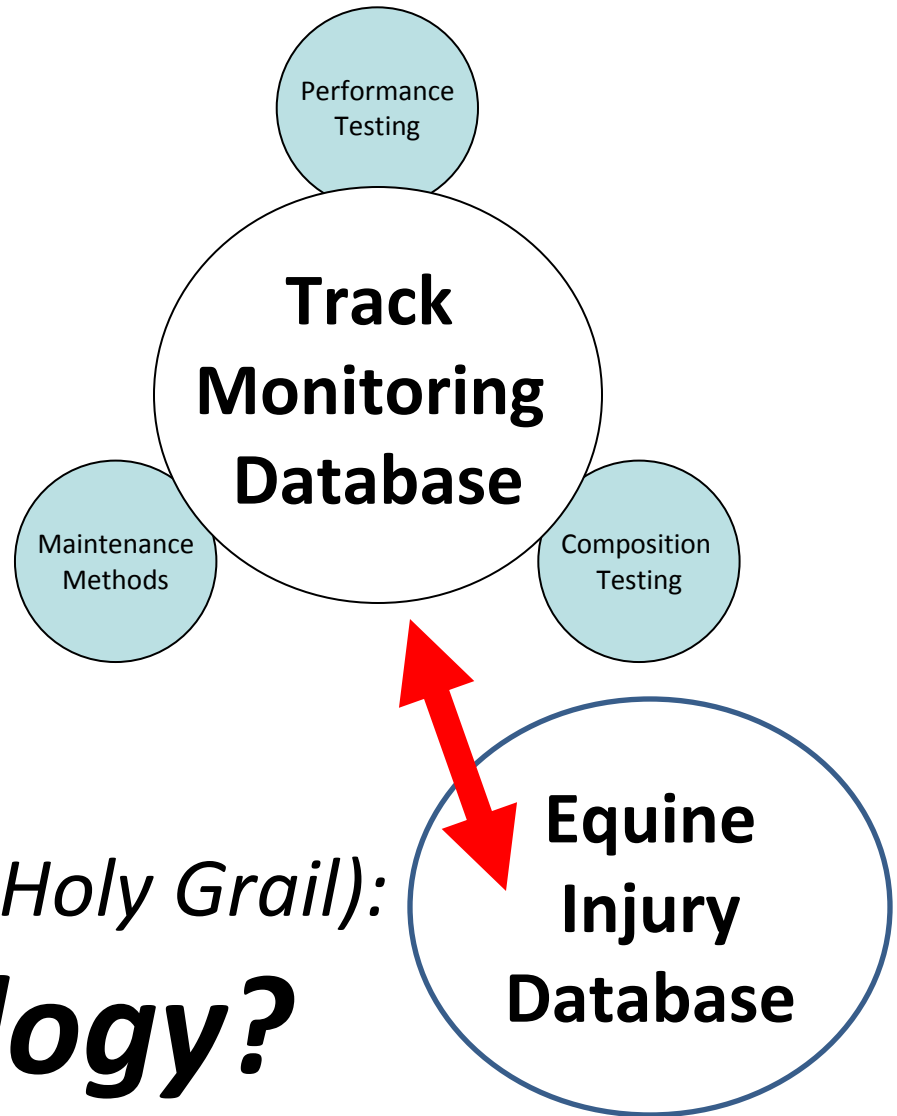 Performance
Testing
Track
Monitoring
Database
Maintenance
Methods
Composition
Testing
Holy Grail):
logy?
Equine
Injury
Database